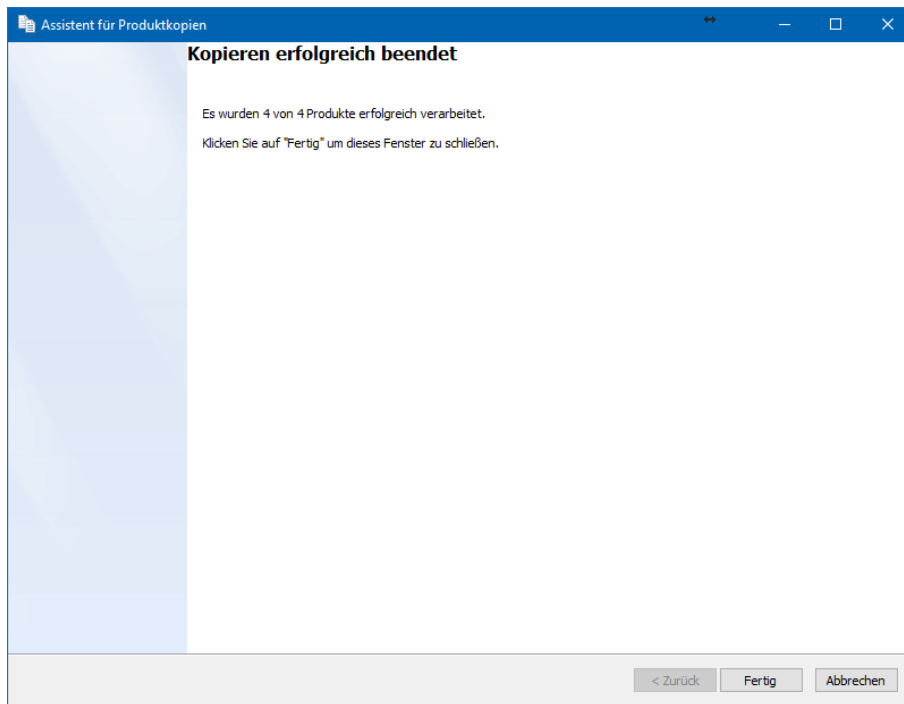 Assistent für Produktkopien
Kopieren erfolgreich beendet
Es wurden 4 von 4 Produkte erfolgreich verarbeitet.
Klicken Sie auf "Fertig" um dieses Fenster zu schließen.
< Zurück Fertig Abbrechen